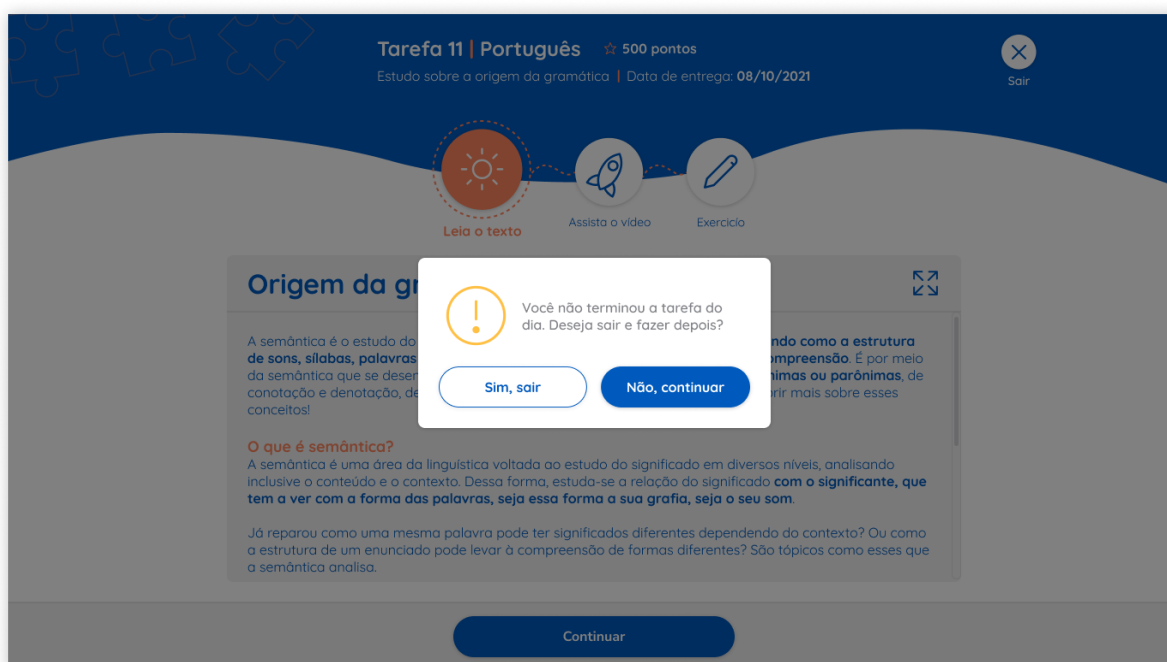 Tarefa 11 | Português ☆ 500 pontos
Estudo sobre a origem da gramática | Data de entrega: 08/10/2021
Sair
Leia o texto
Assista o vídeo
Exercicío
Origem da gr
Você não terminou a tarefa do
dia. Deseja sair e fazer depois?
Sim, sair
Não, continuar
A semântica é o estudo do ndo como a estrutura
de sons, sílabas, palavras ompreensão. É por meio
da semântica que se desen nimas ou parônimas, de
conotação e denotação, de brir mais sobre esses
conceitos!
O que é semântica?
A semântica é uma área da linguística voltada ao estudo do significado em diversos níveis, analisando
inclusive o conteúdo e o contexto. Dessa forma, estuda-se a relação do significado com o significante, que
tem a ver com a forma das palavras, seja essa forma a sua grafia, seja o seu som.
Já reparou como uma mesma palavra pode ter significados diferentes dependendo do contexto? Ou como
a estrutura de um enunciado pode levar à compreensão de formas diferentes? São tópicos como esses que
a semântica analisa.
Continuar